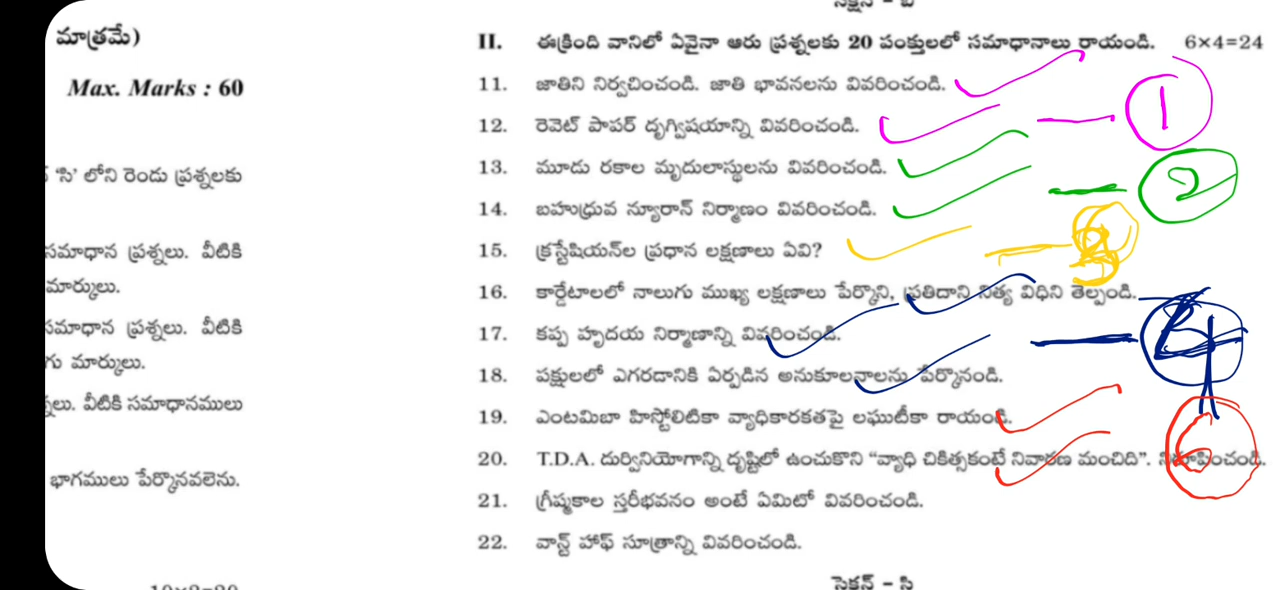 సెక్షన్ - బి
మాత్రమే)
Max. Marks : 60
'సి' లోని రెండు ప్రశ్నలకు
సమాధాన ప్రశ్నలు. వీటికి
మార్కులు.
సమాధాన ప్రశ్నలు. వీటికి
గు మార్కులు.
వీటికి సమాధానములు
భాగములు పేర్కొనవలెను.
10×2=20
II. ఈక్రింది వానిలో ఏవైనా ఆరు ప్రశ్నలకు 20 పంక్తులలో సమాధానాలు రాయండి. 6×4=24
11. జాతిని నిర్వచించండి. జాతి భావనలను వివరించండి.
12. రెవెట్ పాపర్ దృగ్విషయాన్ని వివరించండి.
1
13. మూడు రకాల మృదులాస్థులను వివరించండి.
14. బహుధ్రువ న్యూరాన్ నిర్మాణం వివరించండి.
2
15. క్రస్టేషియన్‌ల ప్రధాన లక్షణాలు ఏవి?
16. కార్డేటాలలో నాలుగు ముఖ్య లక్షణాలు పేర్కొని, ప్రతిదాని నిత్య విధిని తెల్పండి.
17. కప్ప హృదయ నిర్మాణాన్ని వివరించండి.
4
18. పక్షులలో ఎగరడానికి ఏర్పడిన అనుకూలనాలను పేర్కొనండి.
19. ఎంటమిబా హిస్టోలిటికా వ్యాధికారకతపై లఘుటీకా రాయండి.
20. T.D.A. దుర్వినియోగాన్ని దృష్టిలో ఉంచుకొని "వ్యాధి చికిత్సకంటే నివారణ మంచిది". నిరూపించండి.
21. గ్రీష్మకాల స్తరీభవనం అంటే ఏమిటో వివరించండి.
22. వాన్ట్ హాఫ్ సూత్రాన్ని వివరించండి.
సెక్షన్ - సి